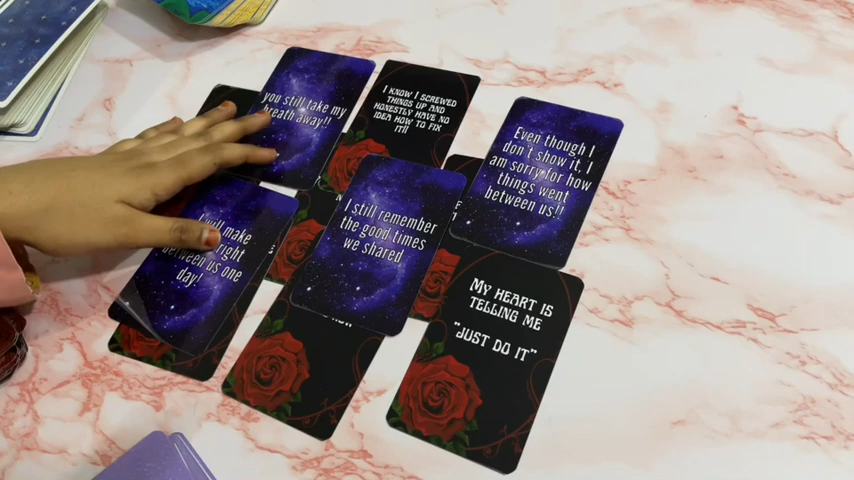 you still take my
breath away!!
I KNOW I SCREWED
THINGS UP AND
HONESTLY HAVE NO
IDEA HOW TO FIX
IT!!
Even though I
don't show it, I
am sorry for how
things went
between us!!
I will make
right
between us one
day!
I still remember
the good times
we shared
MY HEART IS
TELLING ME
"JUST DO IT"